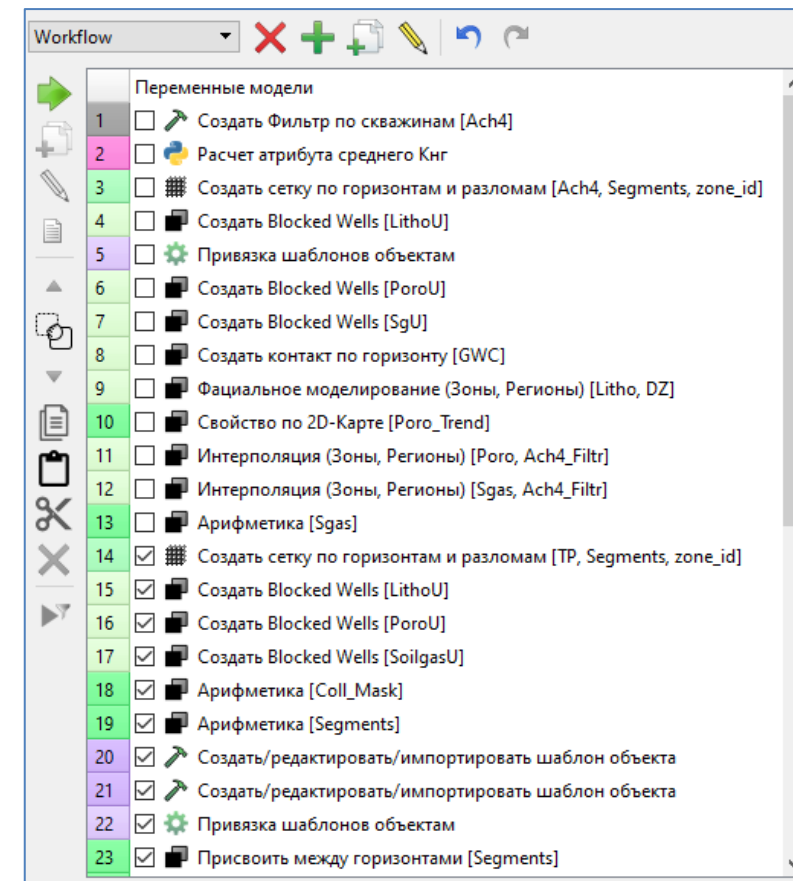 Workflow
Переменные модели
1 Создать Фильтр по скважинам [Ach4]
2 Расчет атрибута среднего Кнг
3 Создать сетку по горизонтам и разломам [Ach4, Segments, zone_id]
4 Создать Blocked Wells [LithoU]
5 Привязка шаблонов объектам
6 Создать Blocked Wells [PoroU]
7 Создать Blocked Wells [SgU]
8 Создать контакт по горизонту [GWC]
9 Фациальное моделирование (Зоны, Регионы) [Litho, DZ]
10 Свойство по 2D-Карте [Poro_Trend]
11 Интерполяция (Зоны, Регионы) [Poro, Ach4_Filtr]
12 Интерполяция (Зоны, Регионы) [Sgas, Ach4_Filtr]
13 Арифметика [Sgas]
14 Создать сетку по горизонтам и разломам [TP, Segments, zone_id]
15 Создать Blocked Wells [LithoU]
16 Создать Blocked Wells [PoroU]
17 Создать Blocked Wells [SoilgasU]
18 Арифметика [Coll_Mask]
19 Арифметика [Segments]
20 Создать/редактировать/импортировать шаблон объекта
21 Создать/редактировать/импортировать шаблон объекта
22 Привязка шаблонов объектам
23 Присвоить между горизонтами [Segments]